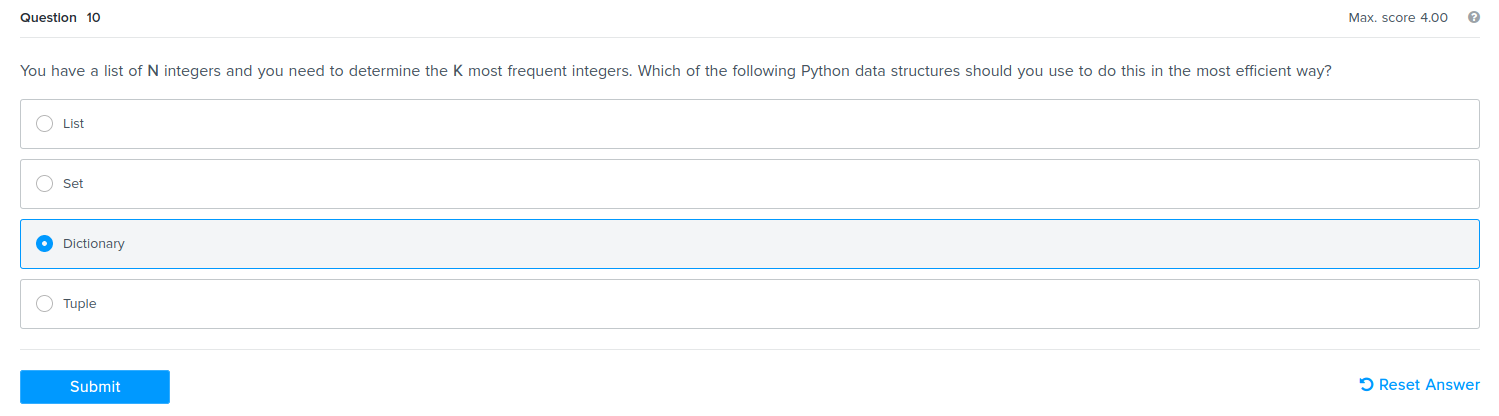 Question 10
Max. score 4.00
You have a list of N integers and you need to determine the K most frequent integers. Which of the following Python data structures should you use to do this in the most efficient way?
List
Set
Dictionary
Tuple
Submit
Reset Answer